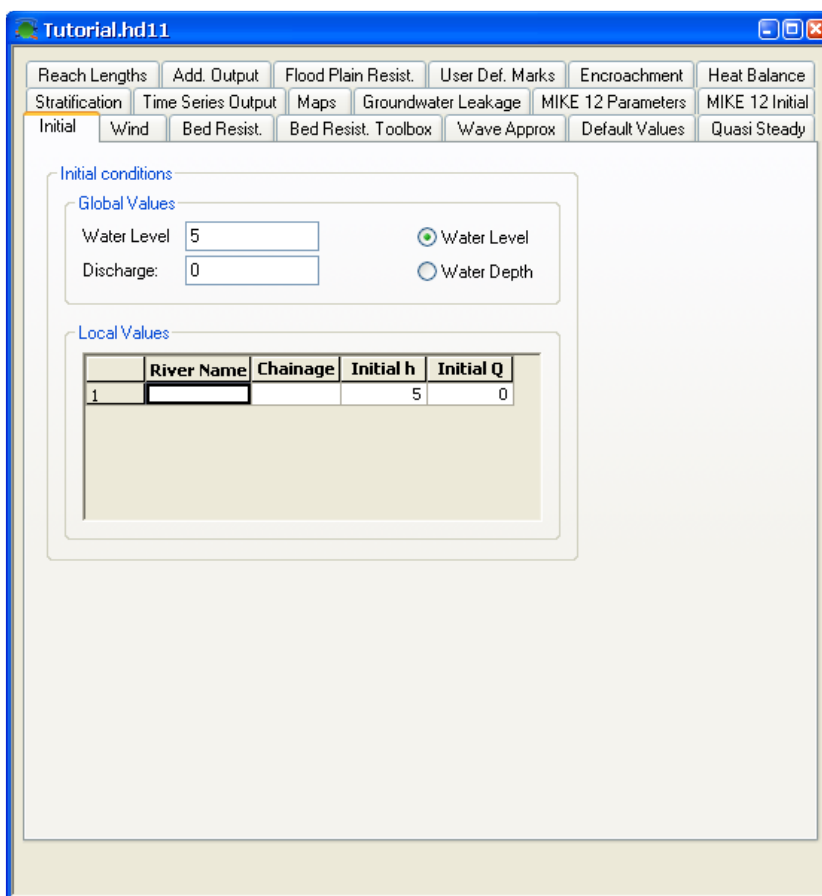 Tutorial.hd11
Reach Lengths Add. Output Flood Plain Resist. User Def. Marks Encroachment Heat Balance
Stratification Time Series Output Maps Groundwater Leakage MIKE 12 Parameters MIKE 12 Initial
Initial Wind Bed Resist. Bed Resist. Toolbox Wave Approx Default Values Quasi Steady
Initial conditions
Global Values
Water Level 5 Water Level
Discharge: 0 Water Depth
Local Values
River Name Chainage Initial h Initial Q
1 5 0